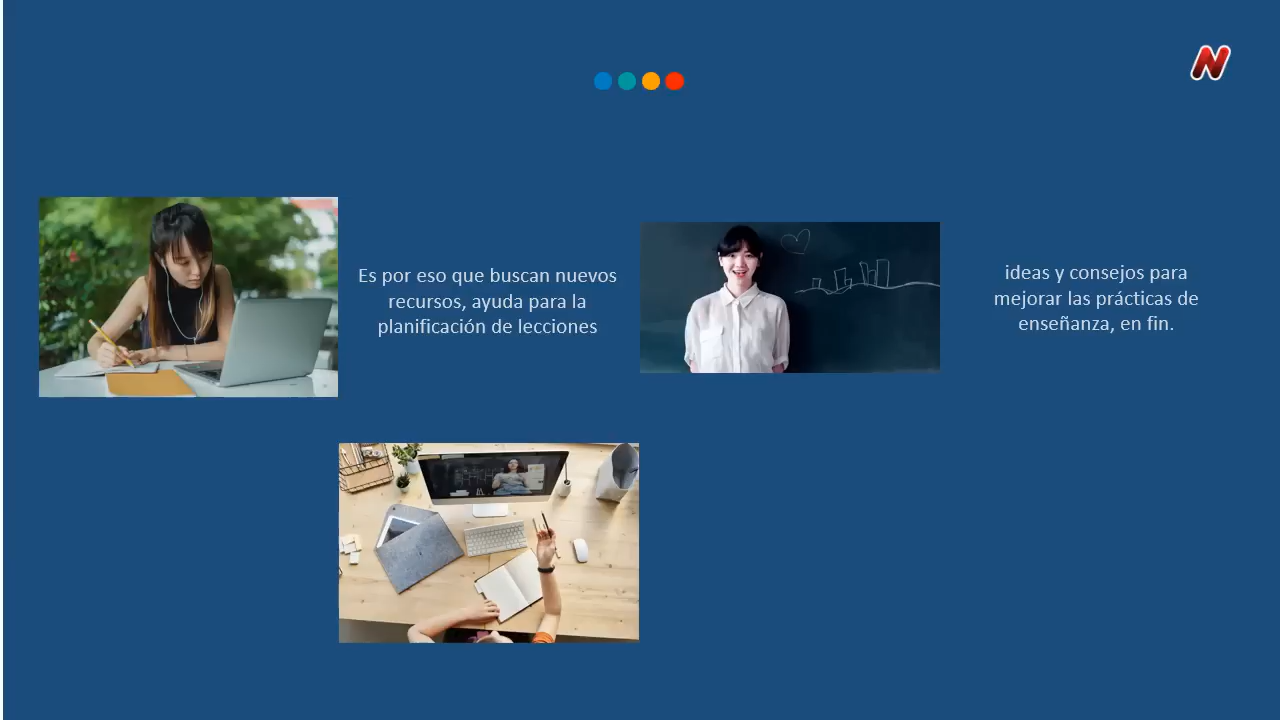 N
Es por eso que buscan nuevos
recursos, ayuda para la
planificación de lecciones
ideas y consejos para
mejorar las prácticas de
enseñanza, en fin.